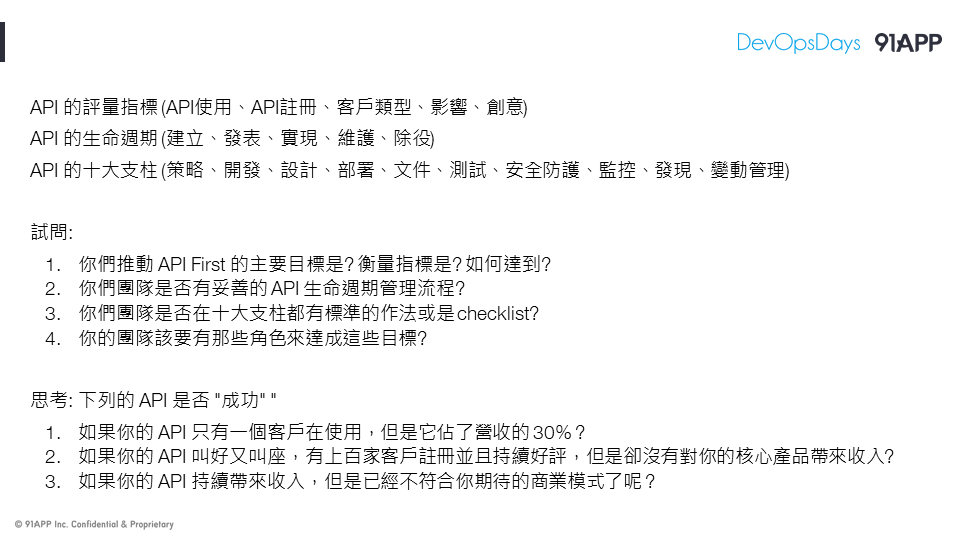 DevOpsDays 91APP
API 的評量指標 (API使用、API註冊、客戶類型、影響、創意)
API 的生命週期 (建立、發表、實現、維護、除役)
API 的十大支柱 (策略、開發、設計、部署、文件、測試、安全防護、監控、發現、變動管理)
試問:
1. 你們推動 API First 的主要目標是? 衡量指標是? 如何達到?
2. 你們團隊是否有妥善的 API 生命週期管理流程?
3. 你們團隊是否在十大支柱都有標準的作法或是 checklist?
4. 你的團隊該要有那些角色來達成這些目標?
思考: 下列的 API 是否 "成功" "
1. 如果你的 API 只有一個客戶在使用，但是它佔了營收的 30%？
2. 如果你的 API 叫好又叫座，有上百家客戶註冊並且持續好評，但是卻沒有對你的核心產品帶來收入?
3. 如果你的 API 持續帶來收入，但是已經不符合你期待的商業模式了呢？
© 91APP Inc. Confidential & Proprietary